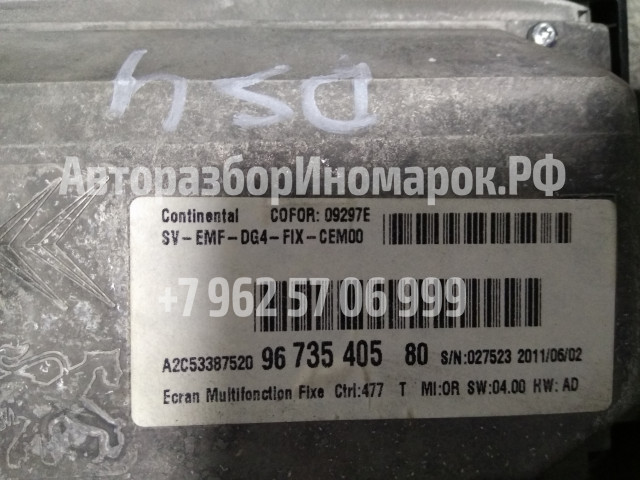 DS4
АвторазборИномарок.РФ
Continental COFOR: 09297E
SV-EMF-DG4-FIX-CEM00
+7 962 57 06 999
A2C53387520 96 735 405 80 S/N:027523 2011/06/02
Ecran Multifonction Fixe Ctrl:477 T MI:OR SW:04.00 HW:AD